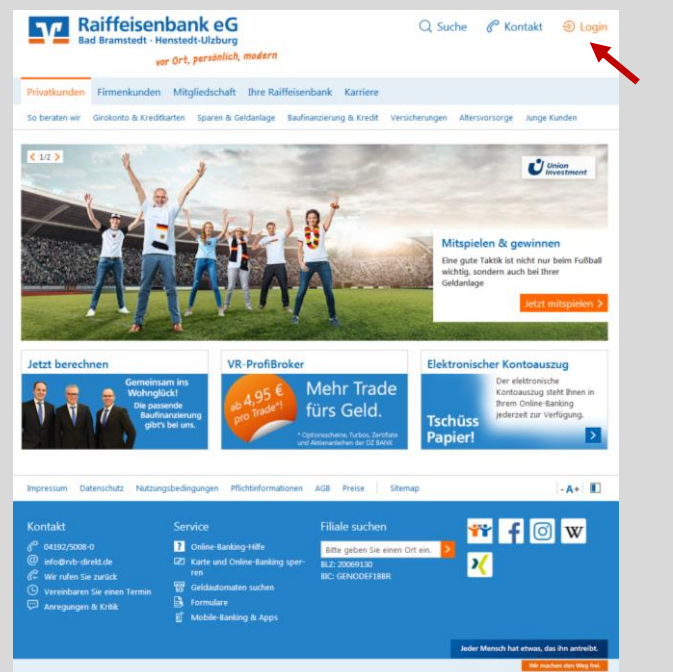 Raiffeisenbank eG
Bad Bramstedt · Henstedt-Ulzburg
vor Ort, persönlich, modern
Suche Kontakt Login
Privatkunden Firmenkunden Mitgliedschaft Ihre Raiffeisenbank Karriere
So beraten wir Girokonto & Kreditkarten Sparen & Geldanlage Baufinanzierung & Kredit Versicherungen Altersvorsorge Junge Kunden
1/2
Union
Investment
Mitspielen & gewinnen
Eine gute Taktik ist nicht nur beim Fußball
wichtig, sondern auch bei Ihrer
Geldanlage
Jetzt mitspielen
Jetzt berechnen
Gemeinsam ins
Wohnglück!
Die passende
Baufinanzierung
gibt's bei uns.
VR-ProfiBroker
ab 4,95 €
pro Trade*!
Mehr Trade
fürs Geld.
* Optionsscheine, Turbos, Zertifikate
und Aktienanleihen der DZ BANK
Elektronischer Kontoauszug
Der elektronische
Kontoauszug steht Ihnen in
Ihrem Online-Banking
jederzeit zur Verfügung.
Tschüss
Papier!
Impressum Datenschutz Nutzungsbedingungen Pflichtinformationen AGB Preise Sitemap
- A +
Kontakt
04192/5008-0
info@rvb-direkt.de
Wir rufen Sie zurück
Vereinbaren Sie einen Termin
Anregungen & Kritik
Service
Online-Banking-Hilfe
Karte und Online-Banking sper-
ren
Geldautomaten suchen
Formulare
Mobile-Banking & Apps
Filiale suchen
Bitte geben Sie einen Ort ein.
BLZ: 20069130
BIC: GENODEF1BBR
f
W
Jeder Mensch hat etwas, das ihn antreibt.
Wir machen den Weg frei.